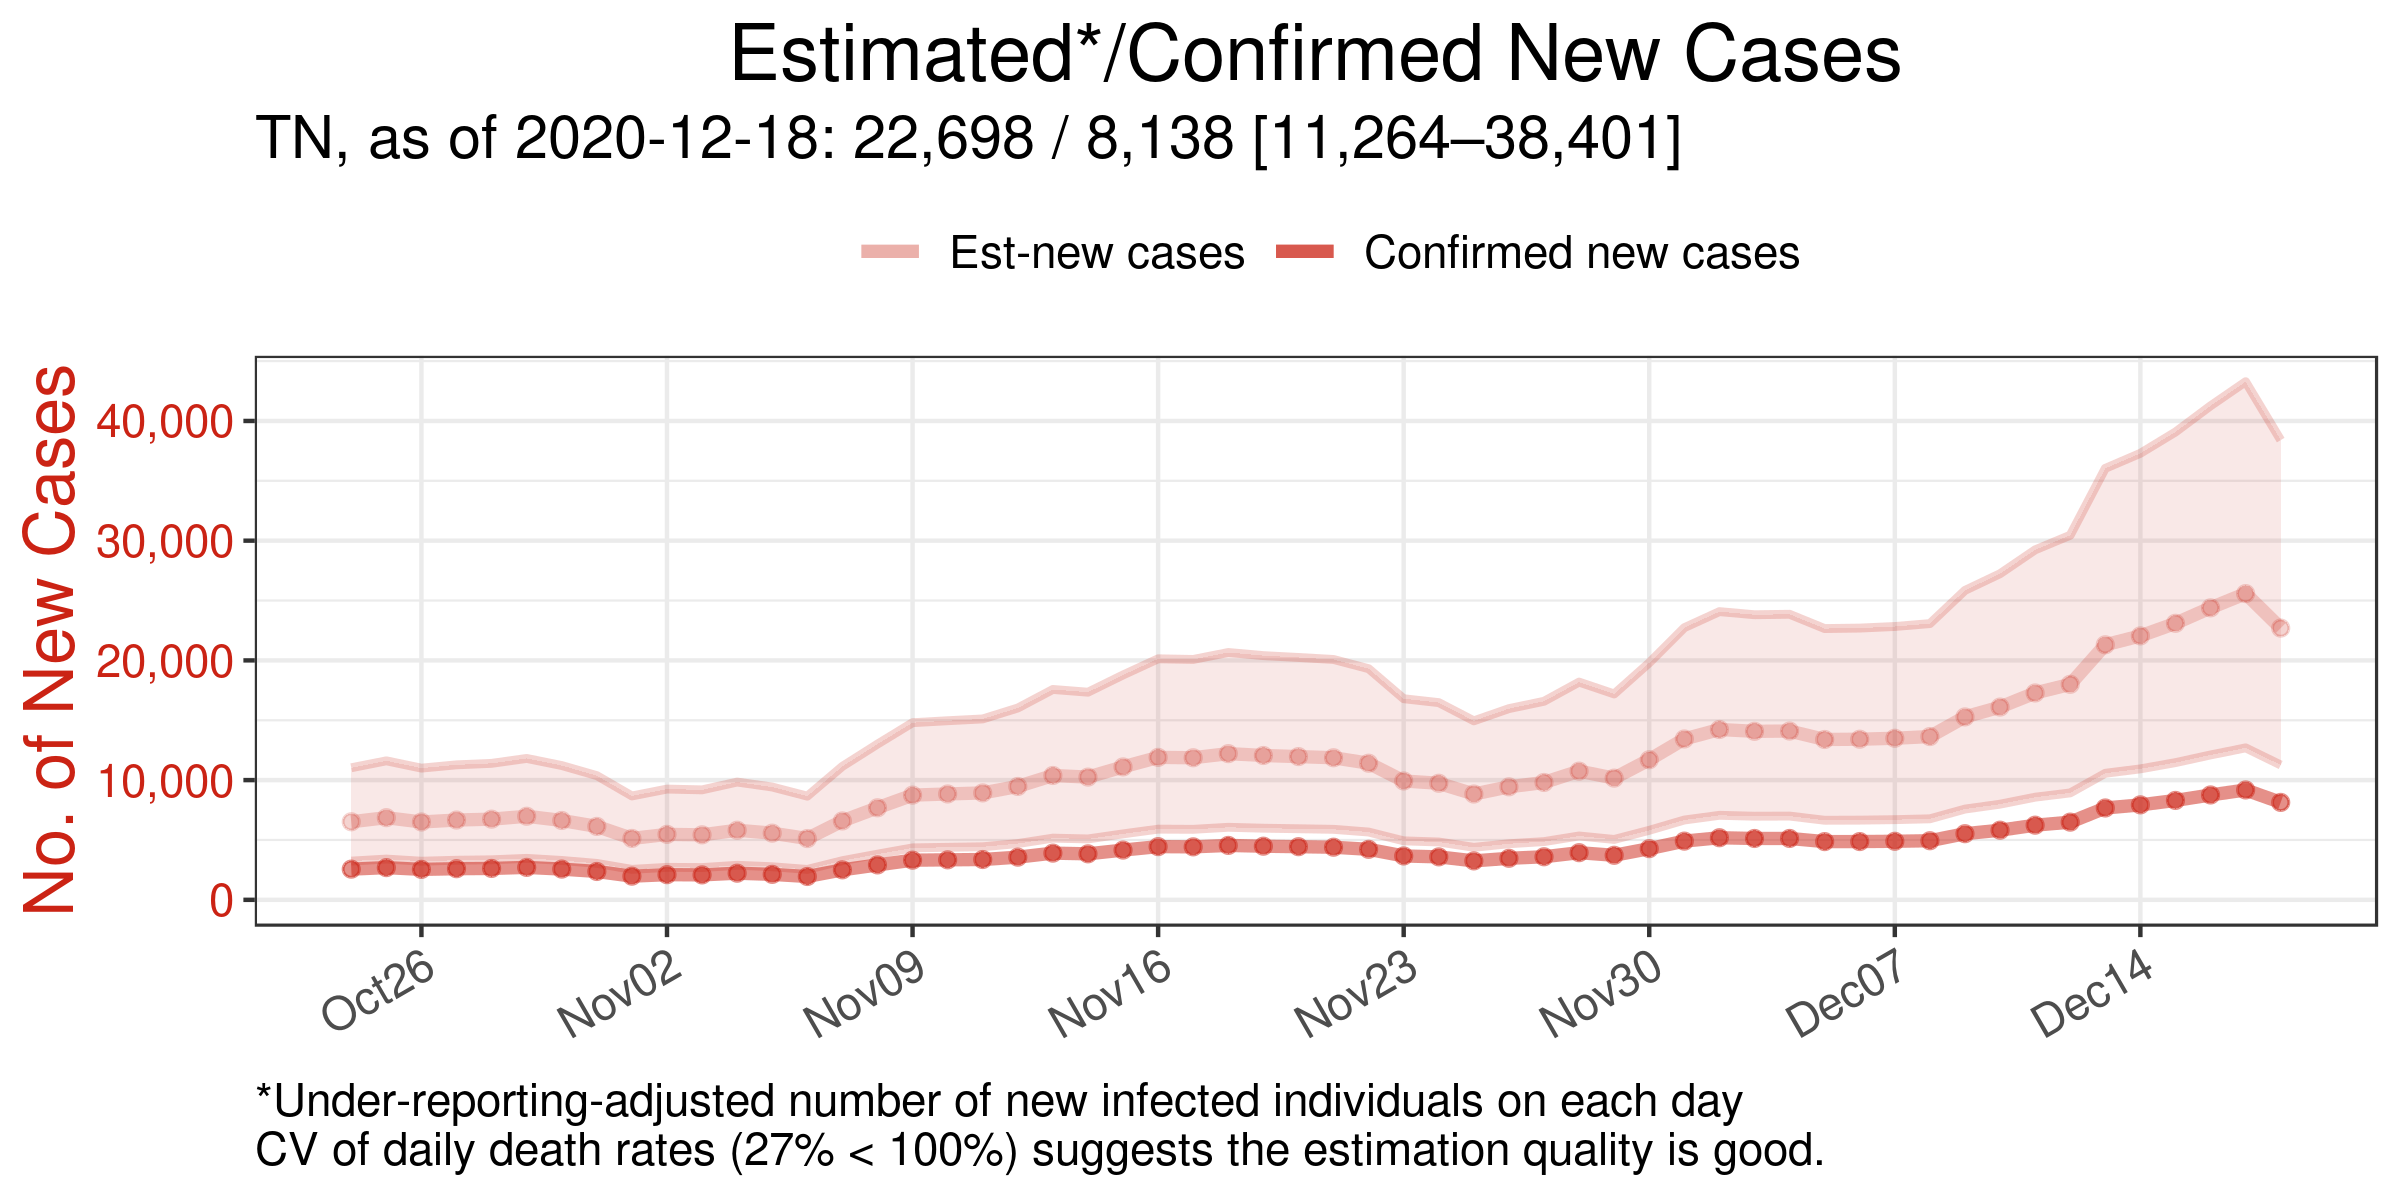 Estimated*/Confirmed New Cases
TN, as of 2020-12-18: 22,698 / 8,138 [11,264–38,401]
Est-new cases Confirmed new cases
No. of New Cases
40,000
30,000
20,000
10,000
0
Oct26 Nov02 Nov09 Nov16 Nov23 Nov30 Dec07 Dec14
*Under-reporting-adjusted number of new infected individuals on each day
CV of daily death rates (27% < 100%) suggests the estimation quality is good.